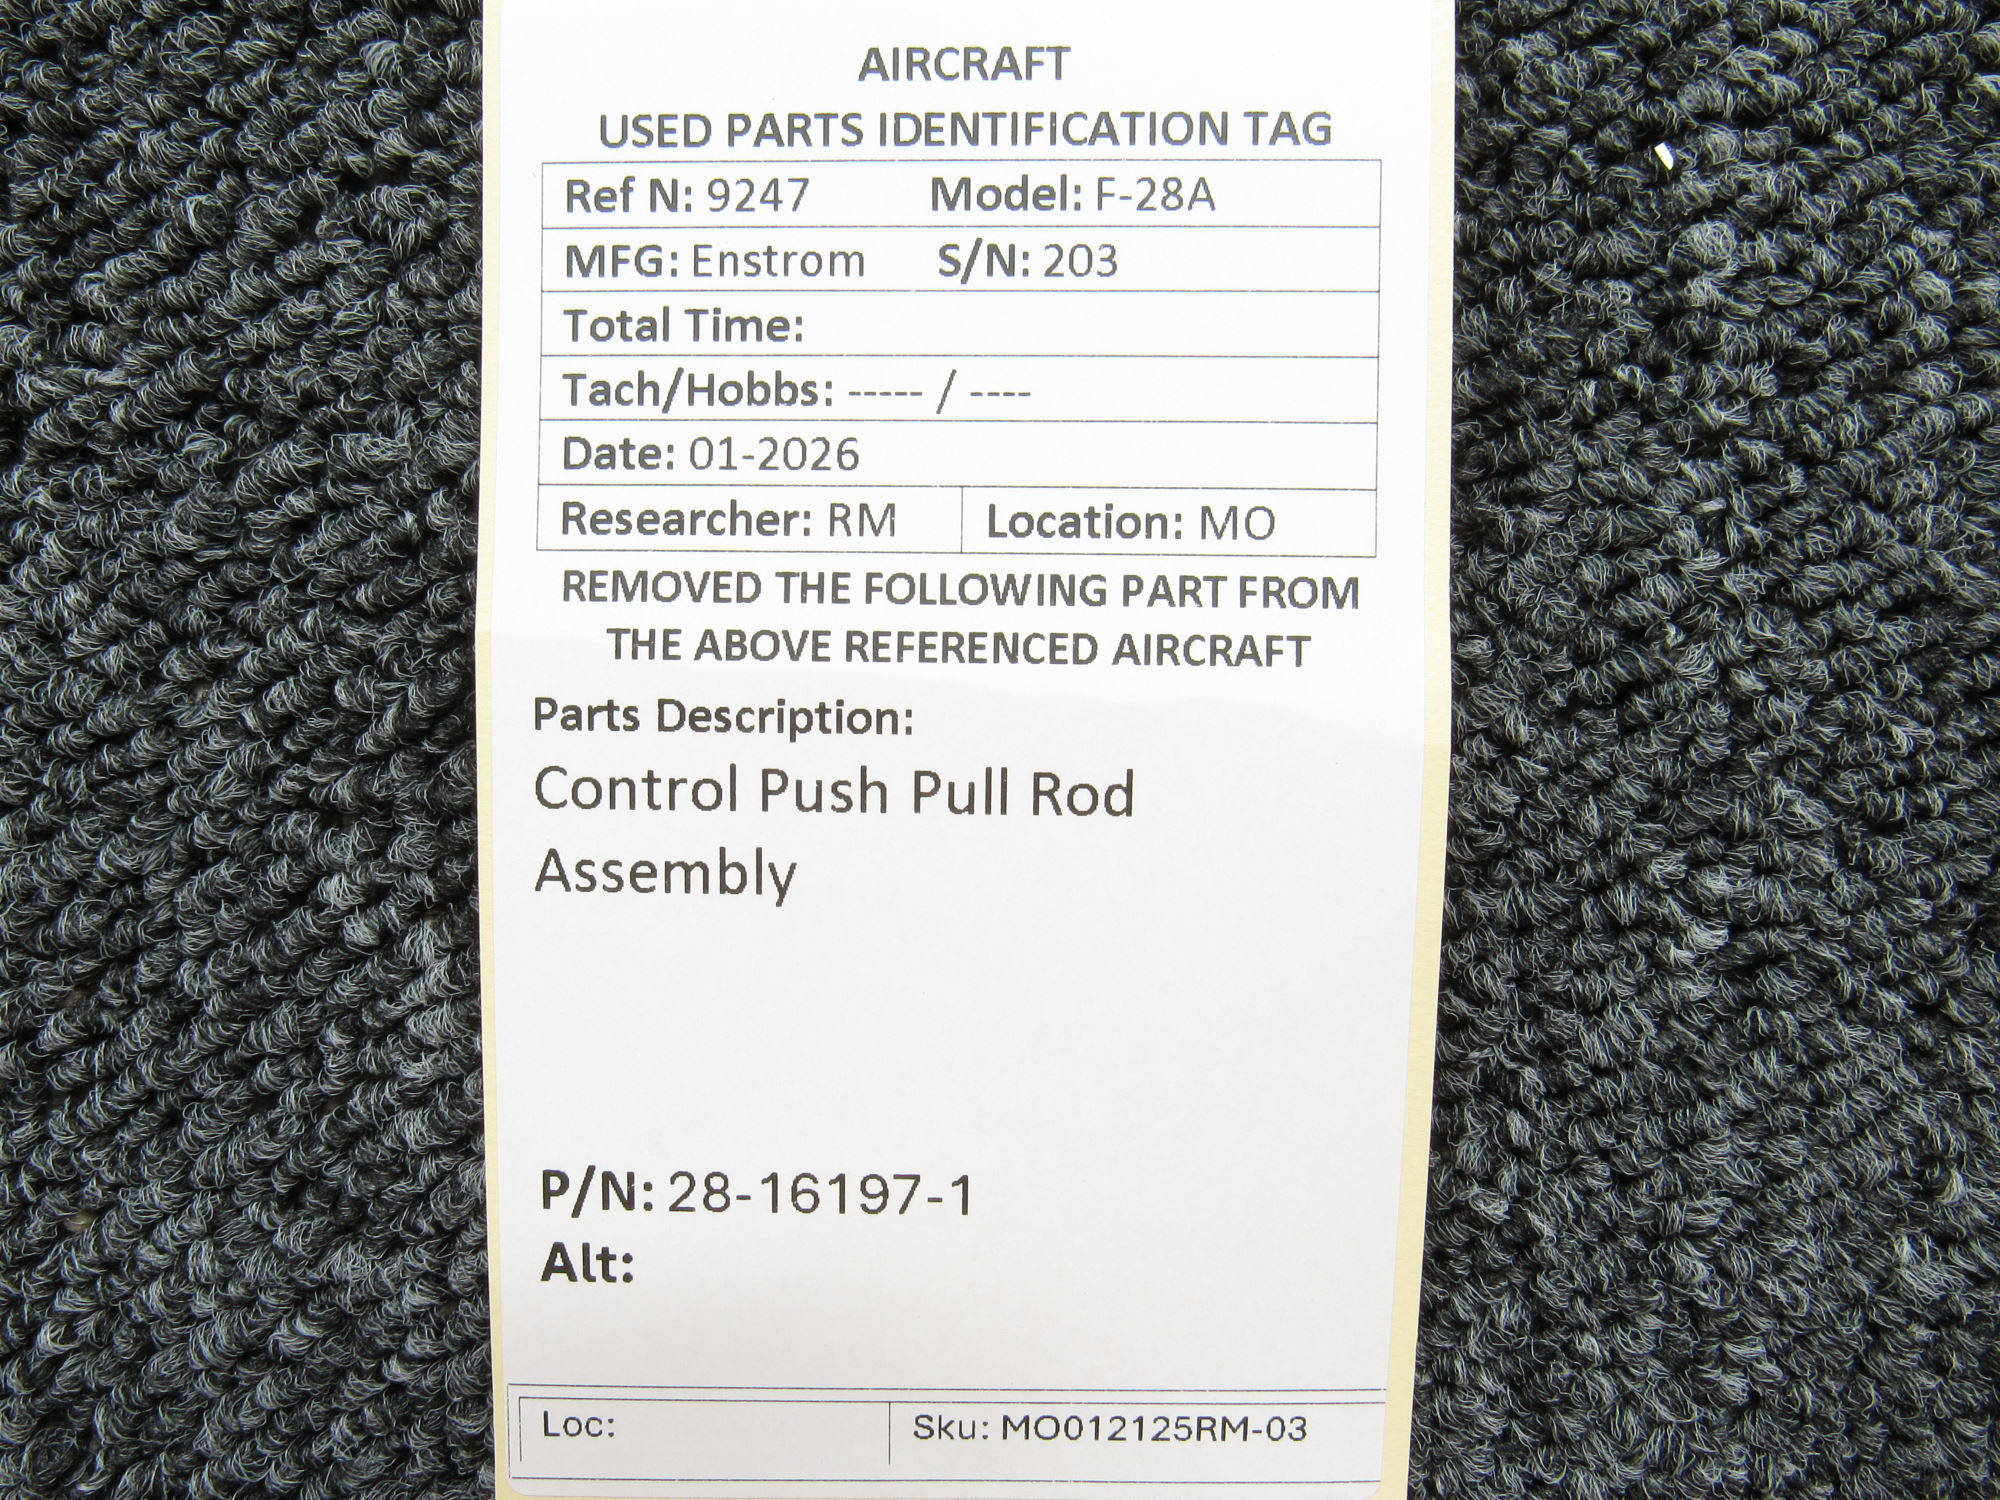 AIRCRAFT
USED PARTS IDENTIFICATION TAG
Ref N: 9247 Model: F-28A
MFG: Enstrom S/N: 203
Total Time:
Tach/Hobbs: ----- / ----
Date: 01-2026
Researcher: RM Location: MO
REMOVED THE FOLLOWING PART FROM
THE ABOVE REFERENCED AIRCRAFT
Parts Description:
Control Push Pull Rod
Assembly
P/N: 28-16197-1
Alt:
Loc: Sku: MO012125RM-03